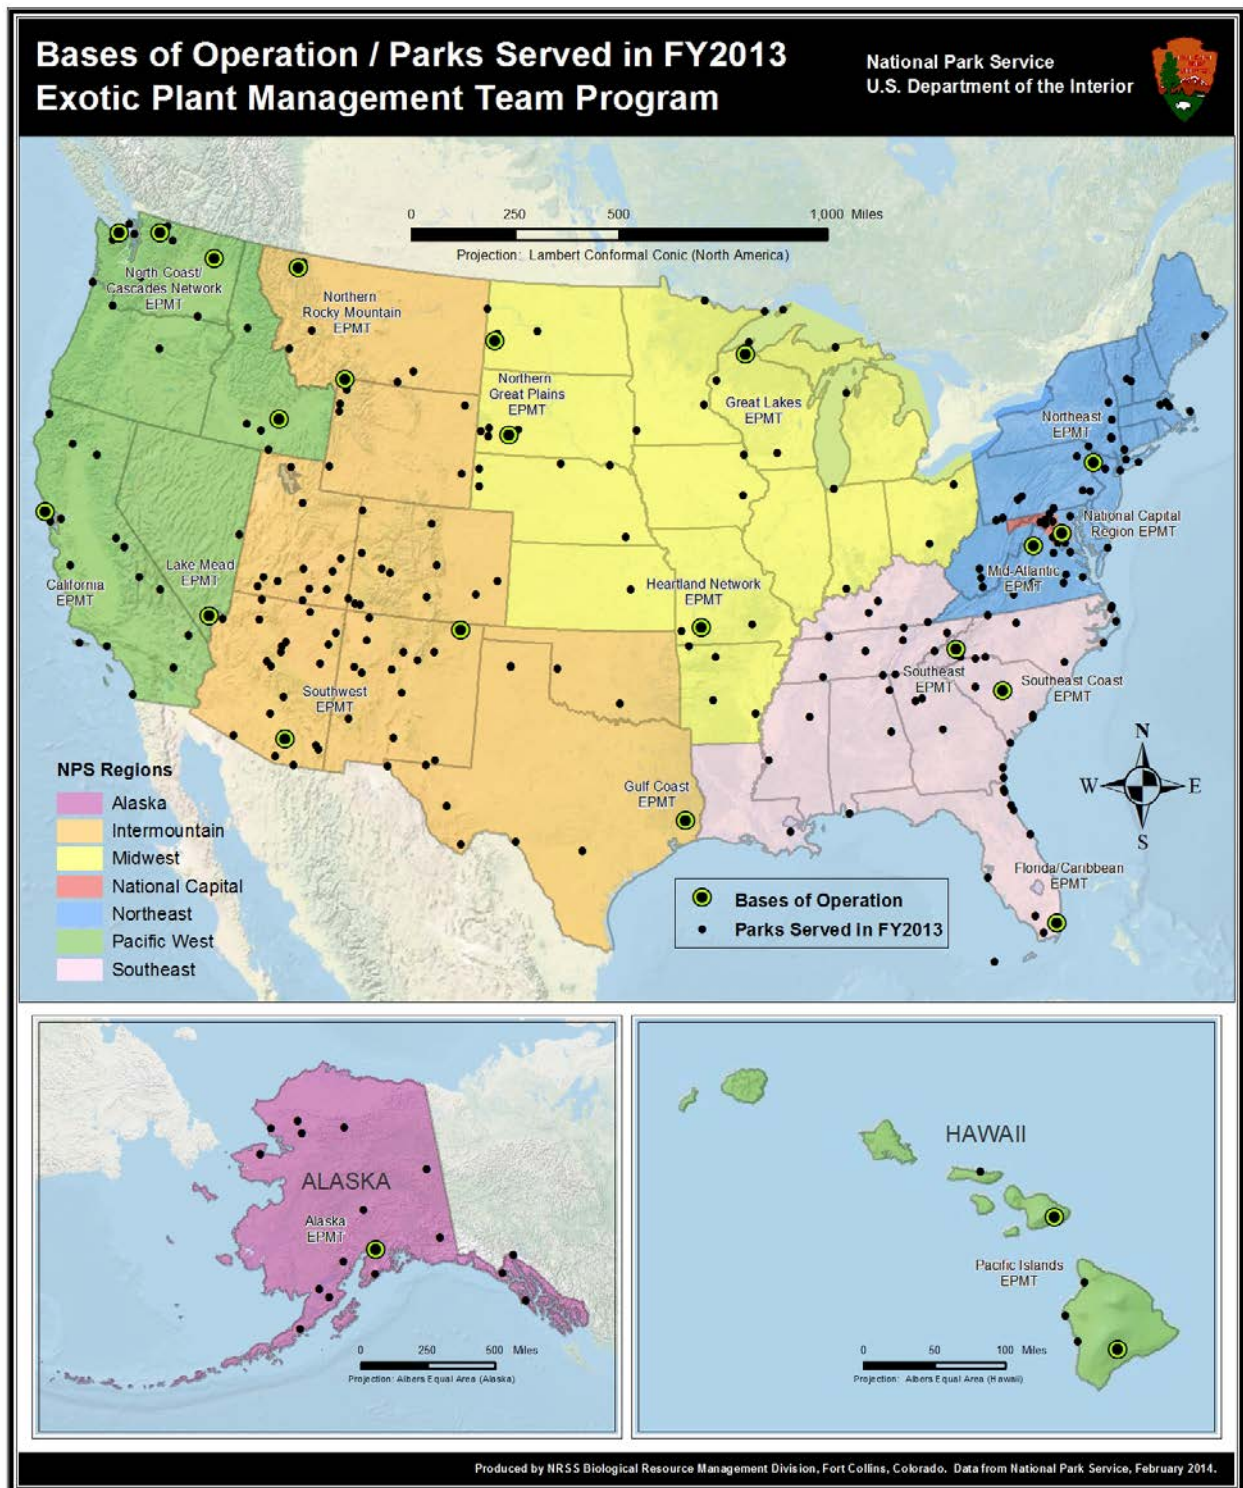 Bases of Operation / Parks Served in FY2013
Exotic Plant Management Team Program
National Park Service
U.S. Department of the Interior
0 250 500 1,000 Miles
Projection: Lambert Conformal Conic (North America)
North Coast/
Cascades Network
EPMT
Northern
Rocky Mountain
EPMT
Northern
Great Plains
EPMT
Great Lakes
EPMT
Northeast
EPMT
National Capital
Region EPMT
Mid-Atlantic
EPMT
California
EPMT
Lake Mead
EPMT
Heartland Network
EPMT
Southwest
EPMT
Southeast
EPMT
Southeast Coast
EPMT
Gulf Coast
EPMT
Florida/Caribbean
EPMT
N
W E
S
NPS Regions
Alaska
Intermountain
Midwest
National Capital
Northeast
Pacific West
Southeast
Bases of Operation
Parks Served in FY2013
ALASKA
Alaska
EPMT
0 250 500 Miles
Projection: Albers Equal Area (Alaska)
HAWAII
Pacific Islands
EPMT
0 50 100 Miles
Projection: Albers Equal Area (Hawaii)
Produced by NRSS Biological Resource Management Division, Fort Collins, Colorado. Data from National Park Service, February 2014.